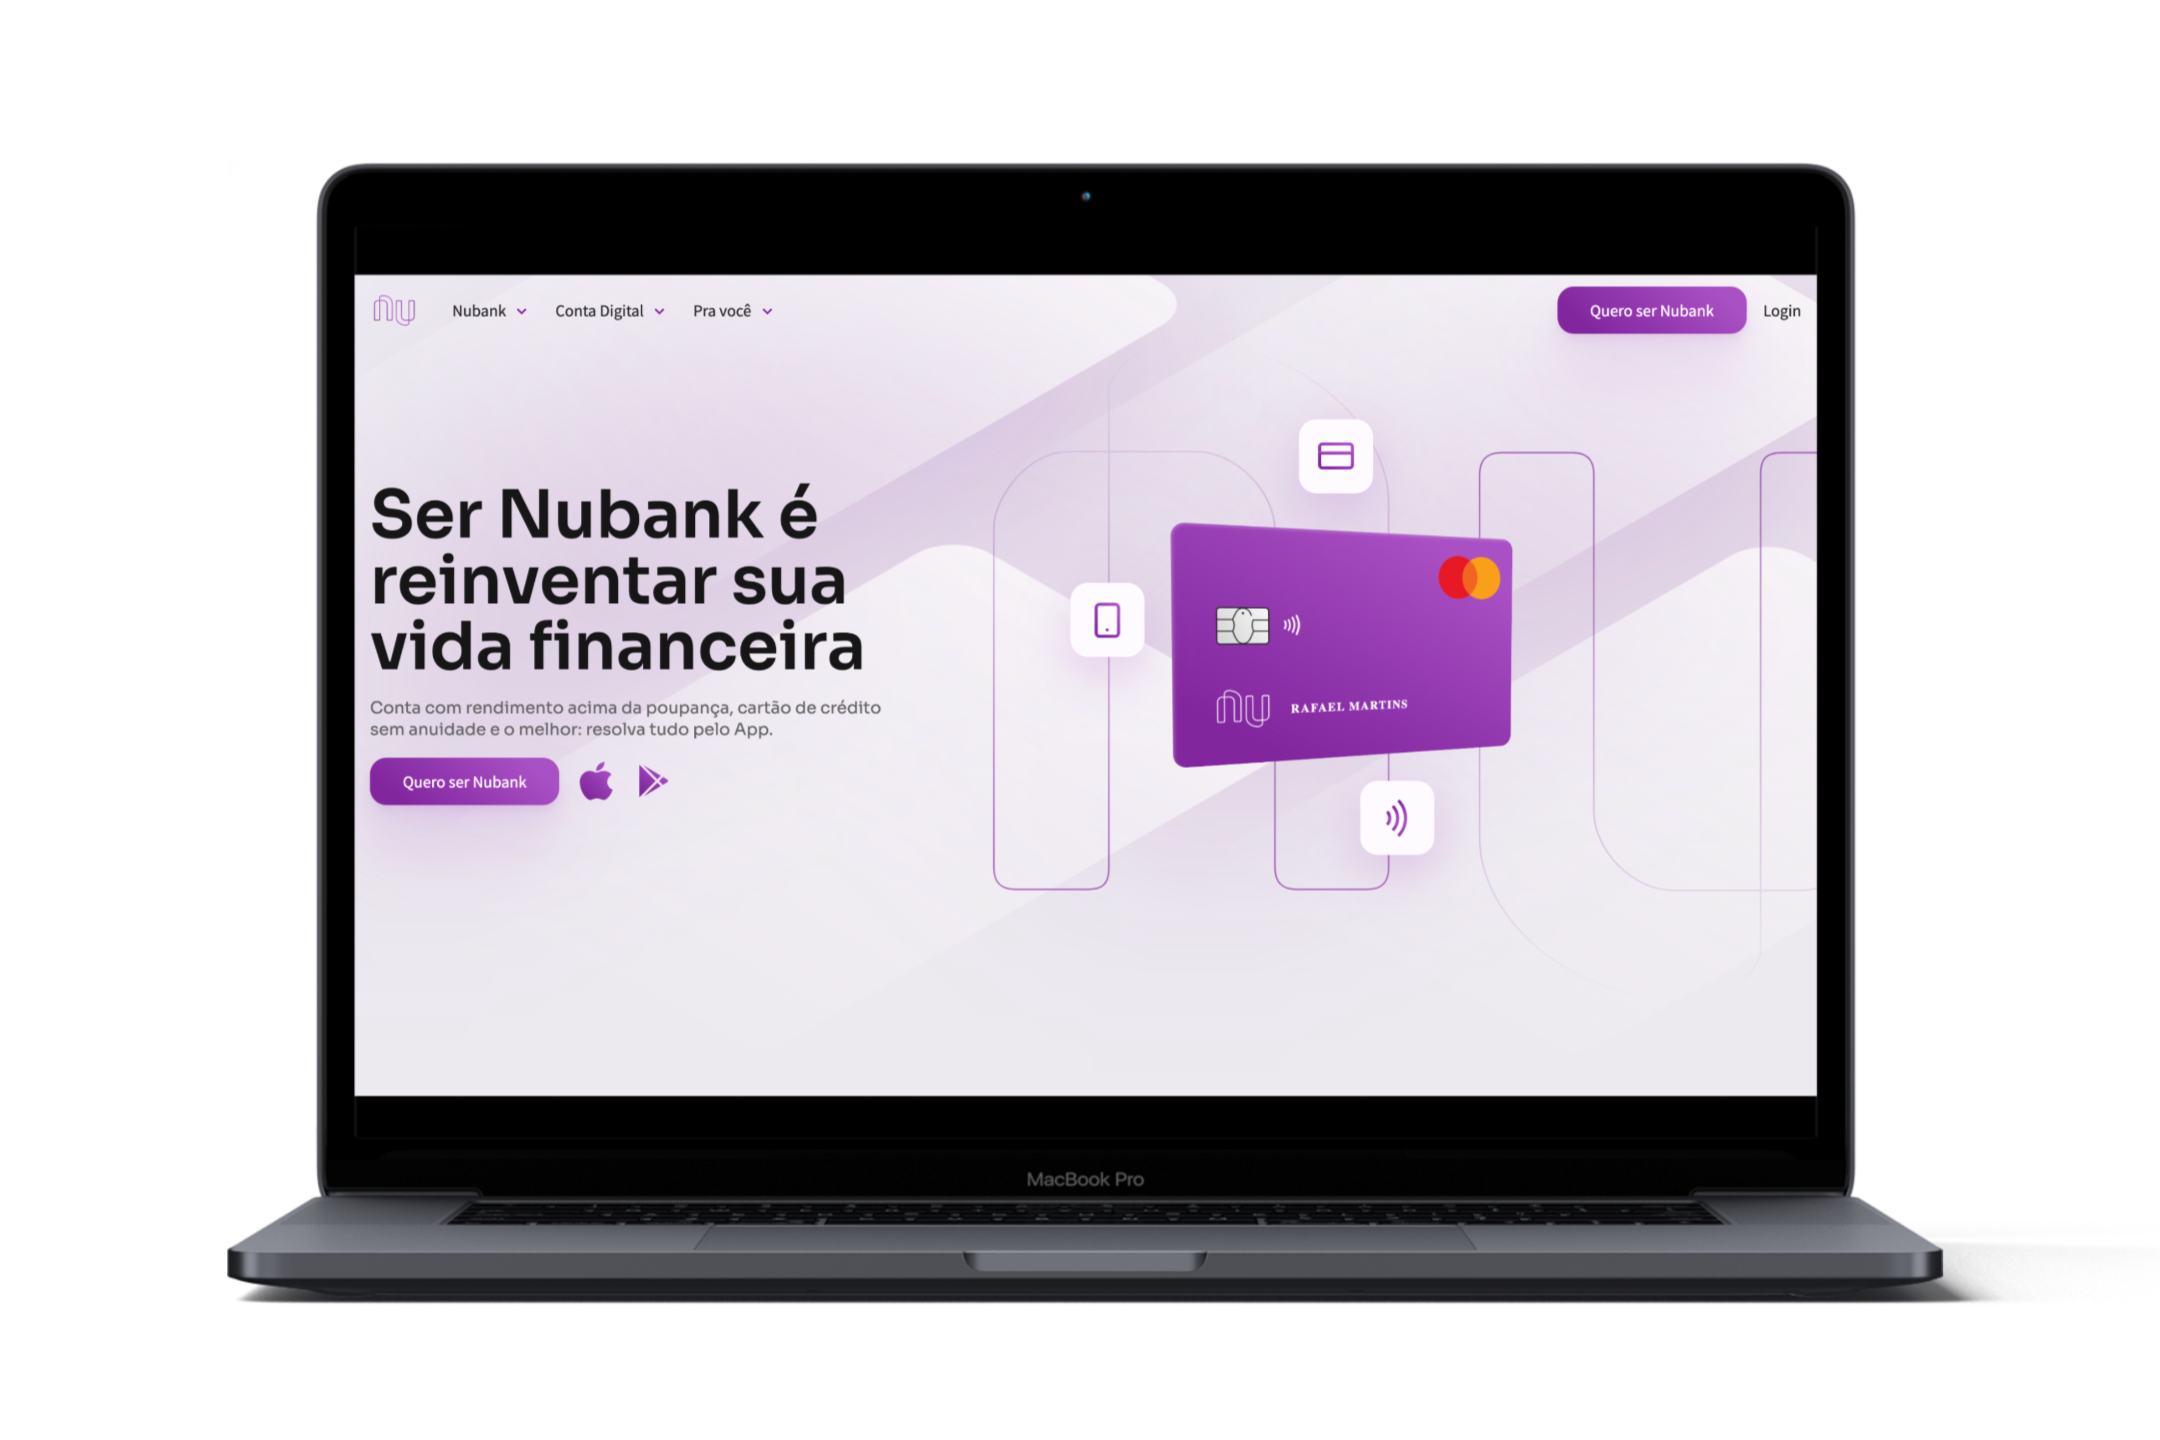 nu
Nubank
Conta Digital
Pra você
Quero ser Nubank
Login
Ser Nubank é
reinventar sua
vida financeira
Conta com rendimento acima da poupança, cartão de crédito
sem anuidade e o melhor: resolva tudo pelo App.
Quero ser Nubank
nu
RAFAEL MARTINS
MacBook Pro